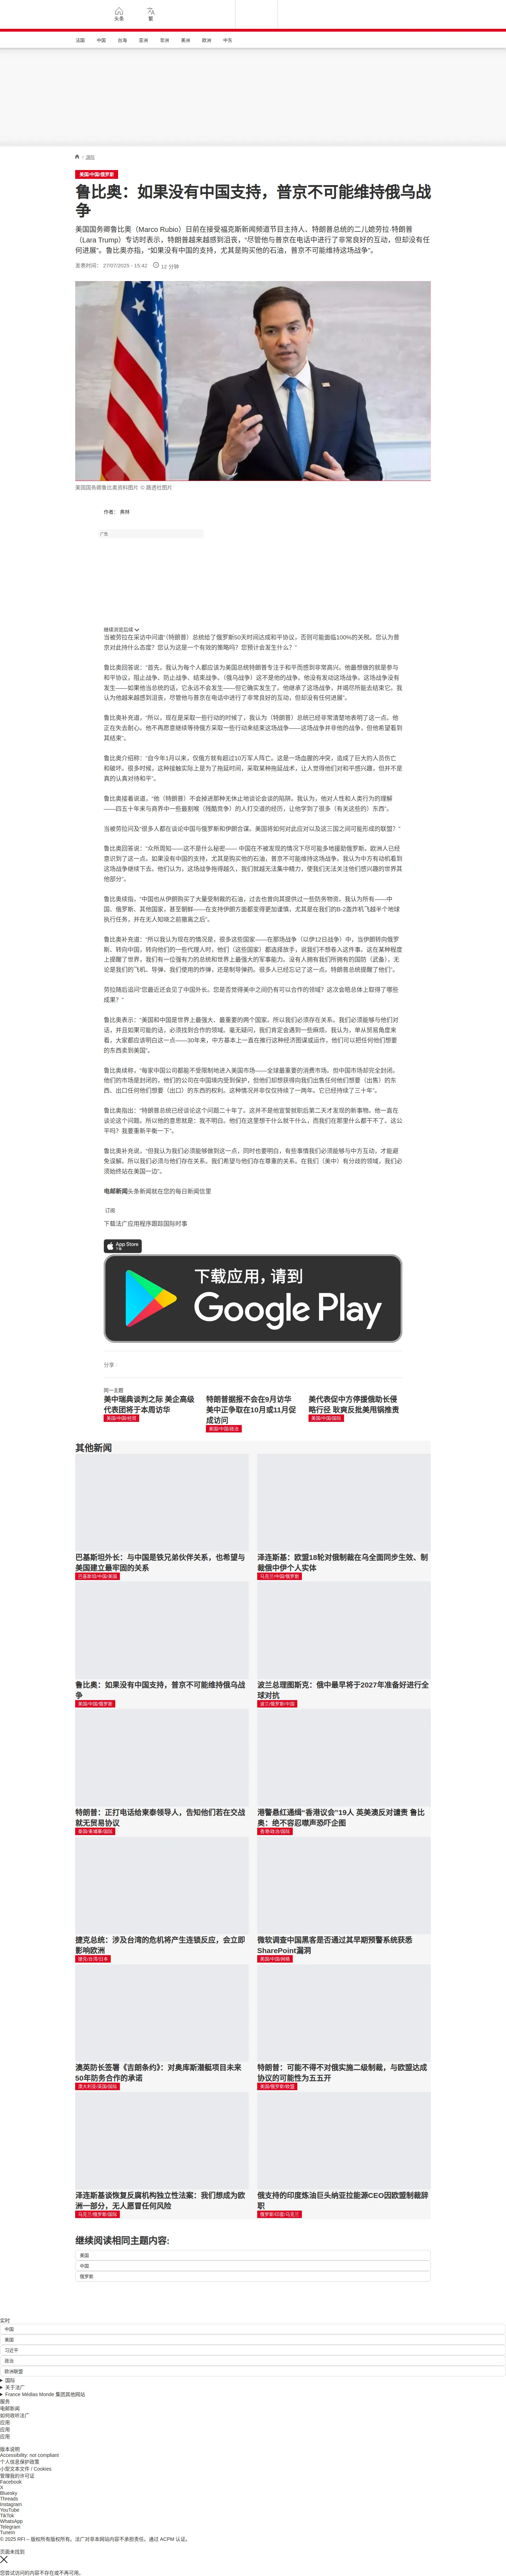 头条
繁
法国
中国
台海
亚洲
非洲
美洲
欧洲
中东
/ 国际
美国/中国/俄罗斯
鲁比奥：如果没有中国支持，普京不可能维持俄乌战争
美国国务卿鲁比奥（Marco Rubio）日前在接受福克斯新闻频道节目主持人、特朗普总统的二儿媳劳拉·特朗普（Lara Trump）专访时表示，特朗普越来越感到沮丧，“尽管他与普京在电话中进行了非常良好的互动，但却没有任何进展”。鲁比奥亦指，“如果没有中国的支持，尤其是购买他的石油，普京不可能维持这场战争”。
发表时间： 27/07/2025 - 15:42
12 分钟
美国国务卿鲁比奥资料图片 © 路透社图片
作者： 弗林
广告
继续浏览后续
当被劳拉在采访中问道“（特朗普）总统给了俄罗斯50天时间达成和平协议，否则可能面临100%的关税。您认为普京对此持什么态度？您认为这是一个有效的策略吗？您预计会发生什么？”
鲁比奥回答说：“首先，我认为每个人都应该为美国总统特朗普专注于和平而感到非常高兴。他最想做的就是参与和平协议，阻止战争、防止战争、结束战争。（俄乌战争）这不是他的战争。他没有发动这场战争。这场战争没有发生——如果他当总统的话，它永远不会发生——但它确实发生了。他继承了这场战争，并竭尽所能去结束它。我认为他越来越感到沮丧，尽管他与普京在电话中进行了非常良好的互动，但却没有任何进展”。
鲁比奥补充道，“所以，现在是采取一些行动的时候了，我认为（特朗普）总统已经非常清楚地表明了这一点。他正在失去耐心。他不再愿意继续等待俄方采取一些行动来结束这场战争——这场战争并非他的战争，但他希望看到其结束”。
鲁比奥介绍称：“自今年1月以来，仅俄方就有超过10万军人阵亡。这是一场血腥的冲突，造成了巨大的人员伤亡和破坏。很多时候，这种接触实际上是为了拖延时间，采取某种拖延战术，让人觉得他们对和平感兴趣，但并不是真的认真对待和平”。
鲁比奥接着说道，“他（特朗普）不会掉进那种无休止地谈论会谈的陷阱。我认为，他对人性和人类行为的理解——四五十年来与商界中一些最割喉（残酷竞争）的人打交道的经历，让他学到了很多（有关这些的）东西”。
当被劳拉问及“很多人都在谈论中国与俄罗斯和伊朗合谋。美国将如何对此应对以及这三国之间可能形成的联盟？”
鲁比奥回答说：“众所周知——这不是什么秘密—— 中国在不被发现的情况下尽可能多地援助俄罗斯。欧洲人已经意识到了这一点。如果没有中国的支持，尤其是购买他的石油，普京不可能维持这场战争。我认为中方有动机看到这场战争继续下去。他们认为，这场战争拖得越久，我们就越无法集中精力，使我们无法关注他们感兴趣的世界其他部分”。
鲁比奥续指，“中国也从伊朗购买了大量受制裁的石油，过去也曾向其提供过一些防务物资。我认为所有——中国、俄罗斯、其他国家，甚至朝鲜——在支持伊朗方面都变得更加谨慎，尤其是在我们的B-2轰炸机飞越半个地球执行任务，并在无人知晓之前撤离之后”。
鲁比奥补充道：“所以我认为现在的情况是，很多这些国家——在那场战争（以伊12日战争）中，当伊朗转向俄罗斯、转向中国，转向他们的一些代理人时，他们（这些国家）都选择敌手，说我们不想卷入这件事。这在某种程度上提醒了世界，我们有一位强有力的总统和世界上最强大的军事能力。没有人拥有我们所拥有的国防（武备），无论是我们的飞机、导弹、我们使用的炸弹，还是制导弹药。很多人已经忘记了这一点。特朗普总统提醒了他们”。
劳拉随后追问“您最近还会见了中国外长。您是否觉得美中之间仍有可以合作的领域？这次会晤总体上取得了哪些成果？”
鲁比奥表示：“美国和中国是世界上最强大、最重要的两个国家。所以我们必须存在关系。我们必须能够与他们对话，并且如果可能的话，必须找到合作的领域。毫无疑问，我们肯定会遇到一些麻烦。我认为，单从贸易角度来看，大家都应该明白这一点——30年来，中方基本上一直在推行这种经济图谋或运作，他们可以把任何他们想要的东西卖到美国”。
鲁比奥续称，“每家中国公司都能不受限制地进入美国市场——全球最重要的消费市场。但中国市场却完全封闭。他们的市场是封闭的，他们的公司在中国境内受到保护，但他们却想获得向我们出售任何他们想要（出售）的东西、出口任何他们想要（出口）的东西的权利。这种情况并非仅仅持续了一两年。它已经持续了三十年”。
鲁比奥指出：“特朗普总统已经谈论这个问题二十年了。这并不是他宣誓就职后第二天才发现的新事物。他一直在谈论这个问题。所以他的意思就是：我不明白。他们在这里想干什么就干什么，而我们在那里什么都干不了。这公平吗？我要重新平衡一下”。
鲁比奥补充说，“但我认为我们必须能够做到这一点，同时也要明白，有些事情我们必须能够与中方互动，才能避免误解。所以我们必须与他们存在关系。我们希望与他们存在尊重的关系。在我们（美中）有分歧的领域，我们必须始终站在美国一边”。
电邮新闻头条新闻就在您的每日新闻信里
订阅
下载法广应用程序跟踪国际时事
App Store
下载
下载应用，请到
Google Play
分享 :
同一主题
美中瑞典谈判之际 美企高级代表团将于本周访华
美国/中国/经贸
特朗普据报不会在9月访华 美中正争取在10月或11月促成访问
美国/中国/政治
美代表促中方停援俄助长侵略行径 耿爽反批美甩锅推责
美国/中国/国际
其他新闻
巴基斯坦外长：与中国是铁兄弟伙伴关系，也希望与美国建立最牢固的关系
巴基斯坦/中国/美国
泽连斯基：欧盟18轮对俄制裁在乌全面同步生效、制裁俄中伊个人实体
乌克兰/中国/俄罗斯
鲁比奥：如果没有中国支持，普京不可能维持俄乌战争
美国/中国/俄罗斯
波兰总理图斯克：俄中最早将于2027年准备好进行全球对抗
波兰/俄罗斯/中国
特朗普：正打电话给柬泰领导人，告知他们若在交战就无贸易协议
泰国/柬埔寨/国际
港警悬红通缉“香港议会”19人 英美澳反对谴责 鲁比奥：绝不容忍噤声恐吓企图
香港/政治/国际
捷克总统：涉及台湾的危机将产生连锁反应，会立即影响欧洲
捷克/台湾/日本
微软调查中国黑客是否通过其早期预警系统获悉SharePoint漏洞
美国/中国/网络
澳英防长签署《吉朗条约》：对奥库斯潜艇项目未来50年防务合作的承诺
澳大利亚/英国/国际
特朗普：可能不得不对俄实施二级制裁，与欧盟达成协议的可能性为五五开
美国/俄罗斯/欧盟
泽连斯基谈恢复反腐机构独立性法案：我们想成为欧洲一部分，无人愿冒任何风险
乌克兰/俄罗斯/国际
俄支持的印度炼油巨头纳亚拉能源CEO因欧盟制裁辞职
俄罗斯/印度/乌克兰
继续阅读相同主题内容:
美国
中国
俄罗斯
实时
中国
美国
习近平
政治
欧洲联盟
国际
关于法广
France Médias Monde 集团其他网站
服务
电邮新闻
如何收听法广
应用
应用
应用
版本说明
Accessibility: not compliant
个人信息保护政策
小型文本文件 / Cookies
管理我的许可证
Facebook
X
Bluesky
Threads
Instagram
YouTube
TikTok
WhatsApp
Telegram
TuneIn
© 2025 RFI – 版权所有版权所有。法广对非本网站内容不承担责任。通过 ACPM 认证。
页面未找到
您尝试访问的内容不存在或不再可用。